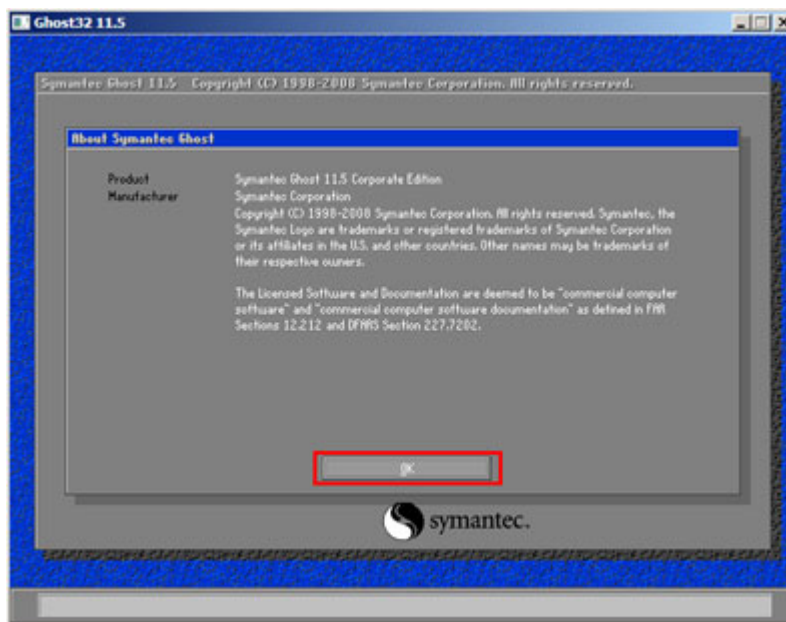 Ghost32 11.5
Symantec Ghost 11.5 Copyright (C) 1998-2008 Symantec Corporation. All rights reserved.
About Symantec Ghost
Product Symantec Ghost 11.5 Corporate Edition
Manufacturer Symantec Corporation
Copyright (C) 1998-2008 Symantec Corporation. All rights reserved. Symantec, the
Symantec Logo are trademarks or registered trademarks of Symantec Corporation
or its affiliates in the U.S. and other countries. Other names may be trademarks of
their respective owners.
The Licensed Software and Documentation are deemed to be "commercial computer
software" and "commercial computer software documentation" as defined in FAR
Sections 12.212 and DFARS Section 227.7202.
OK
symantec.